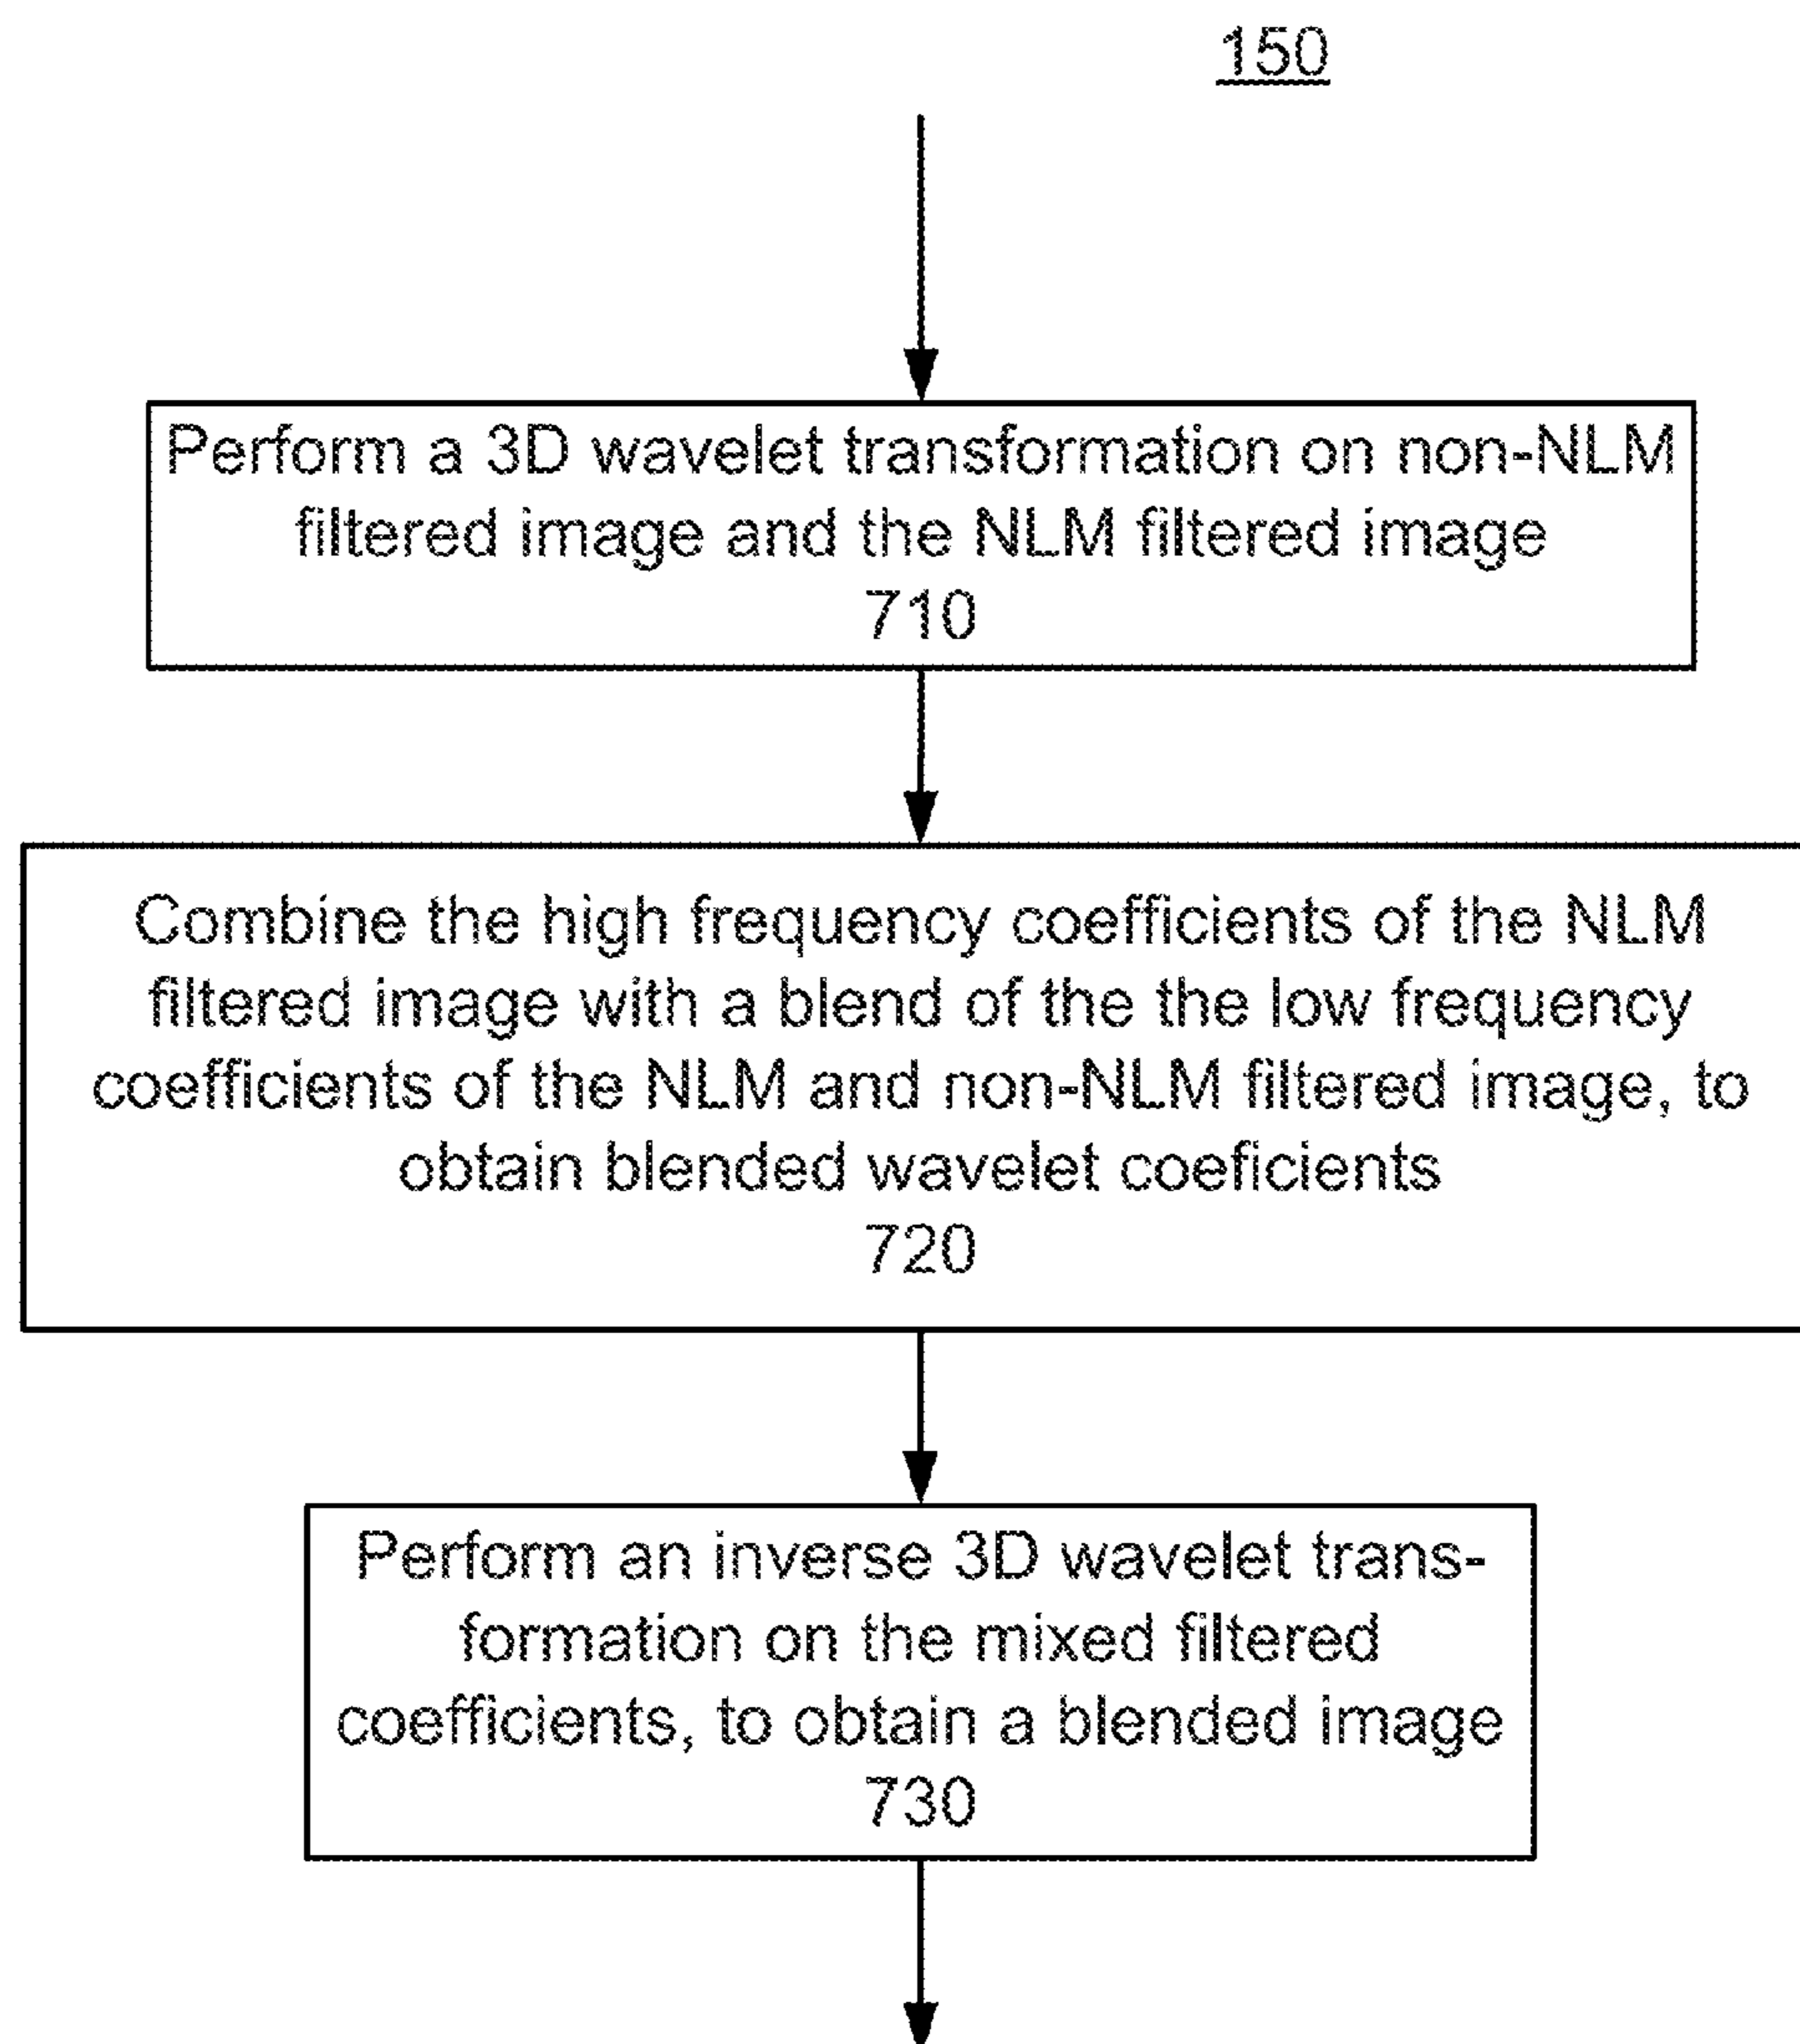 150
Perform a 3D wavelet transformation on non-NLM
filtered image and the NLM filtered image
710
Combine the high frequency coefficients of the NLM
filtered image with a blend of the the low frequency
coefficients of the NLM and non-NLM filtered image, to
obtain blended wavelet coeficients
720
Perform an inverse 3D wavelet trans-
formation on the mixed filtered
coefficients, to obtain a blended image
730